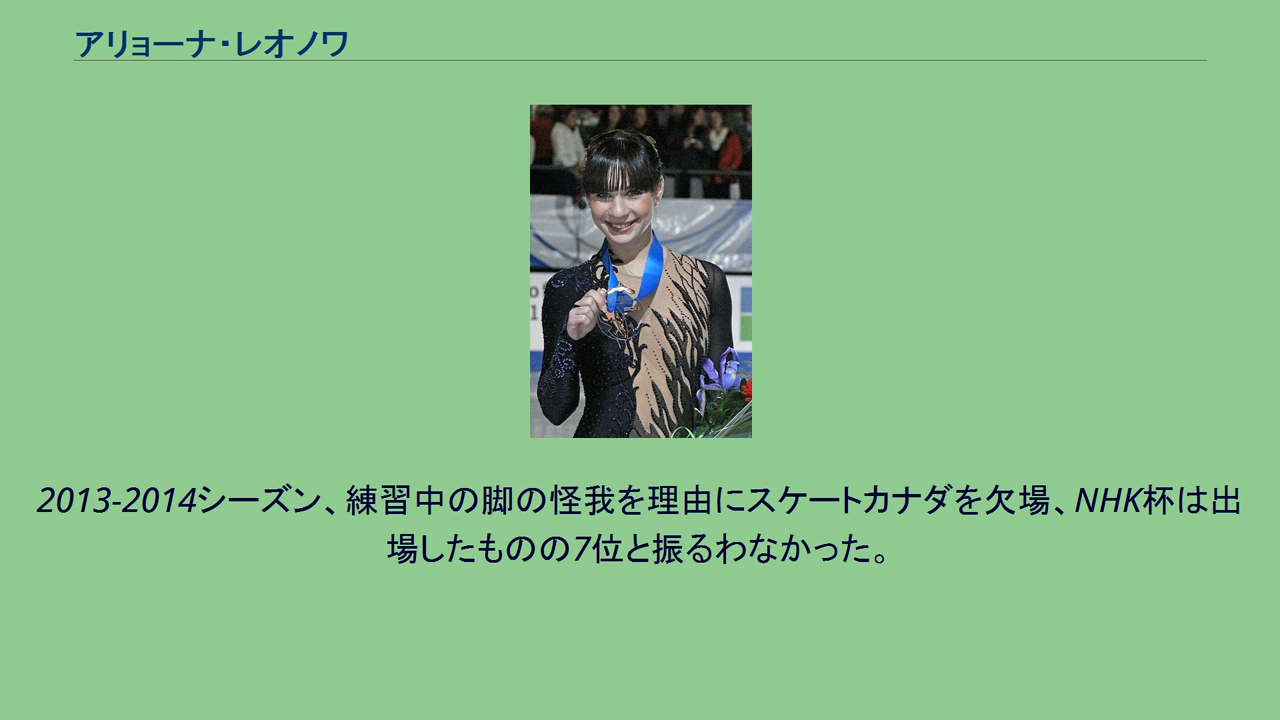 アリョーナ・レオノワ
2013-2014シーズン、練習中の脚の怪我を理由にスケートカナダを欠場、NHK杯は出
場したものの7位と振るわなかった。